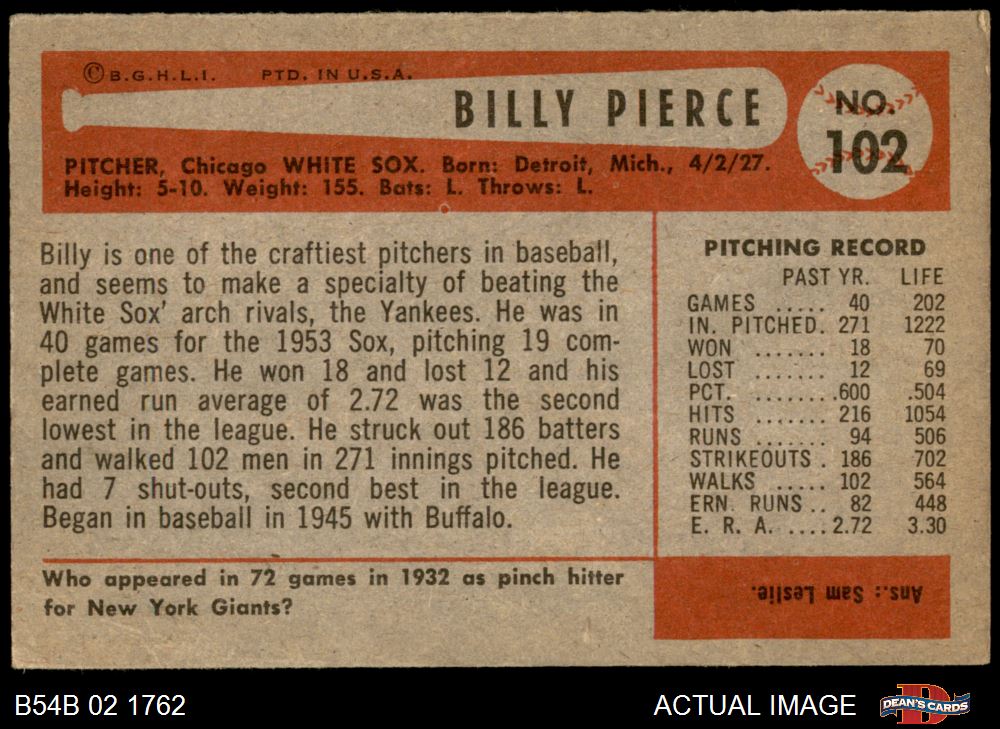 © B.G.H.L.I. PTD. IN U.S.A.
BILLY PIERCE
NO.
102
PITCHER, Chicago WHITE SOX. Born: Detroit, Mich., 4/2/27.
Height: 5-10. Weight: 155. Bats: L. Throws: L.
Billy is one of the craftiest pitchers in baseball,
and seems to make a specialty of beating the
White Sox' arch rivals, the Yankees. He was in
40 games for the 1953 Sox, pitching 19 com-
plete games. He won 18 and lost 12 and his
earned run average of 2.72 was the second
lowest in the league. He struck out 186 batters
and walked 102 men in 271 innings pitched. He
had 7 shut-outs, second best in the league.
Began in baseball in 1945 with Buffalo.
PITCHING RECORD
PAST YR. LIFE
GAMES ..... 40 202
IN. PITCHED. 271 1222
WON ....... 18 70
LOST ....... 12 69
PCT. ........ .600 .504
HITS ....... 216 1054
RUNS ....... 94 506
STRIKEOUTS . 186 702
WALKS ..... 102 564
ERN. RUNS .. 82 448
E. R. A. .... 2.72 3.30
Who appeared in 72 games in 1932 as pinch hitter
for New York Giants?
Ans.: Sam Leslie.
B54B 02 1762
ACTUAL IMAGE
D
DEAN'S CARDS